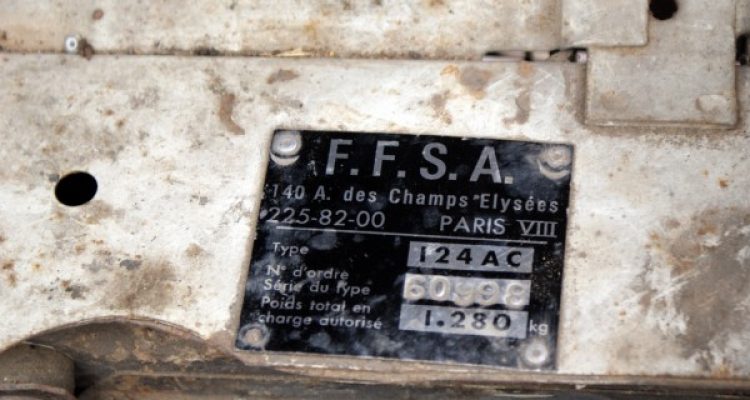 F.F.S.A.
140 A. des Champs Elysées
225-82-00 PARIS VIII
Type 124AC
N° d'ordre
Série du type 60998
Poids total en
charge autorisé 1.280 kg